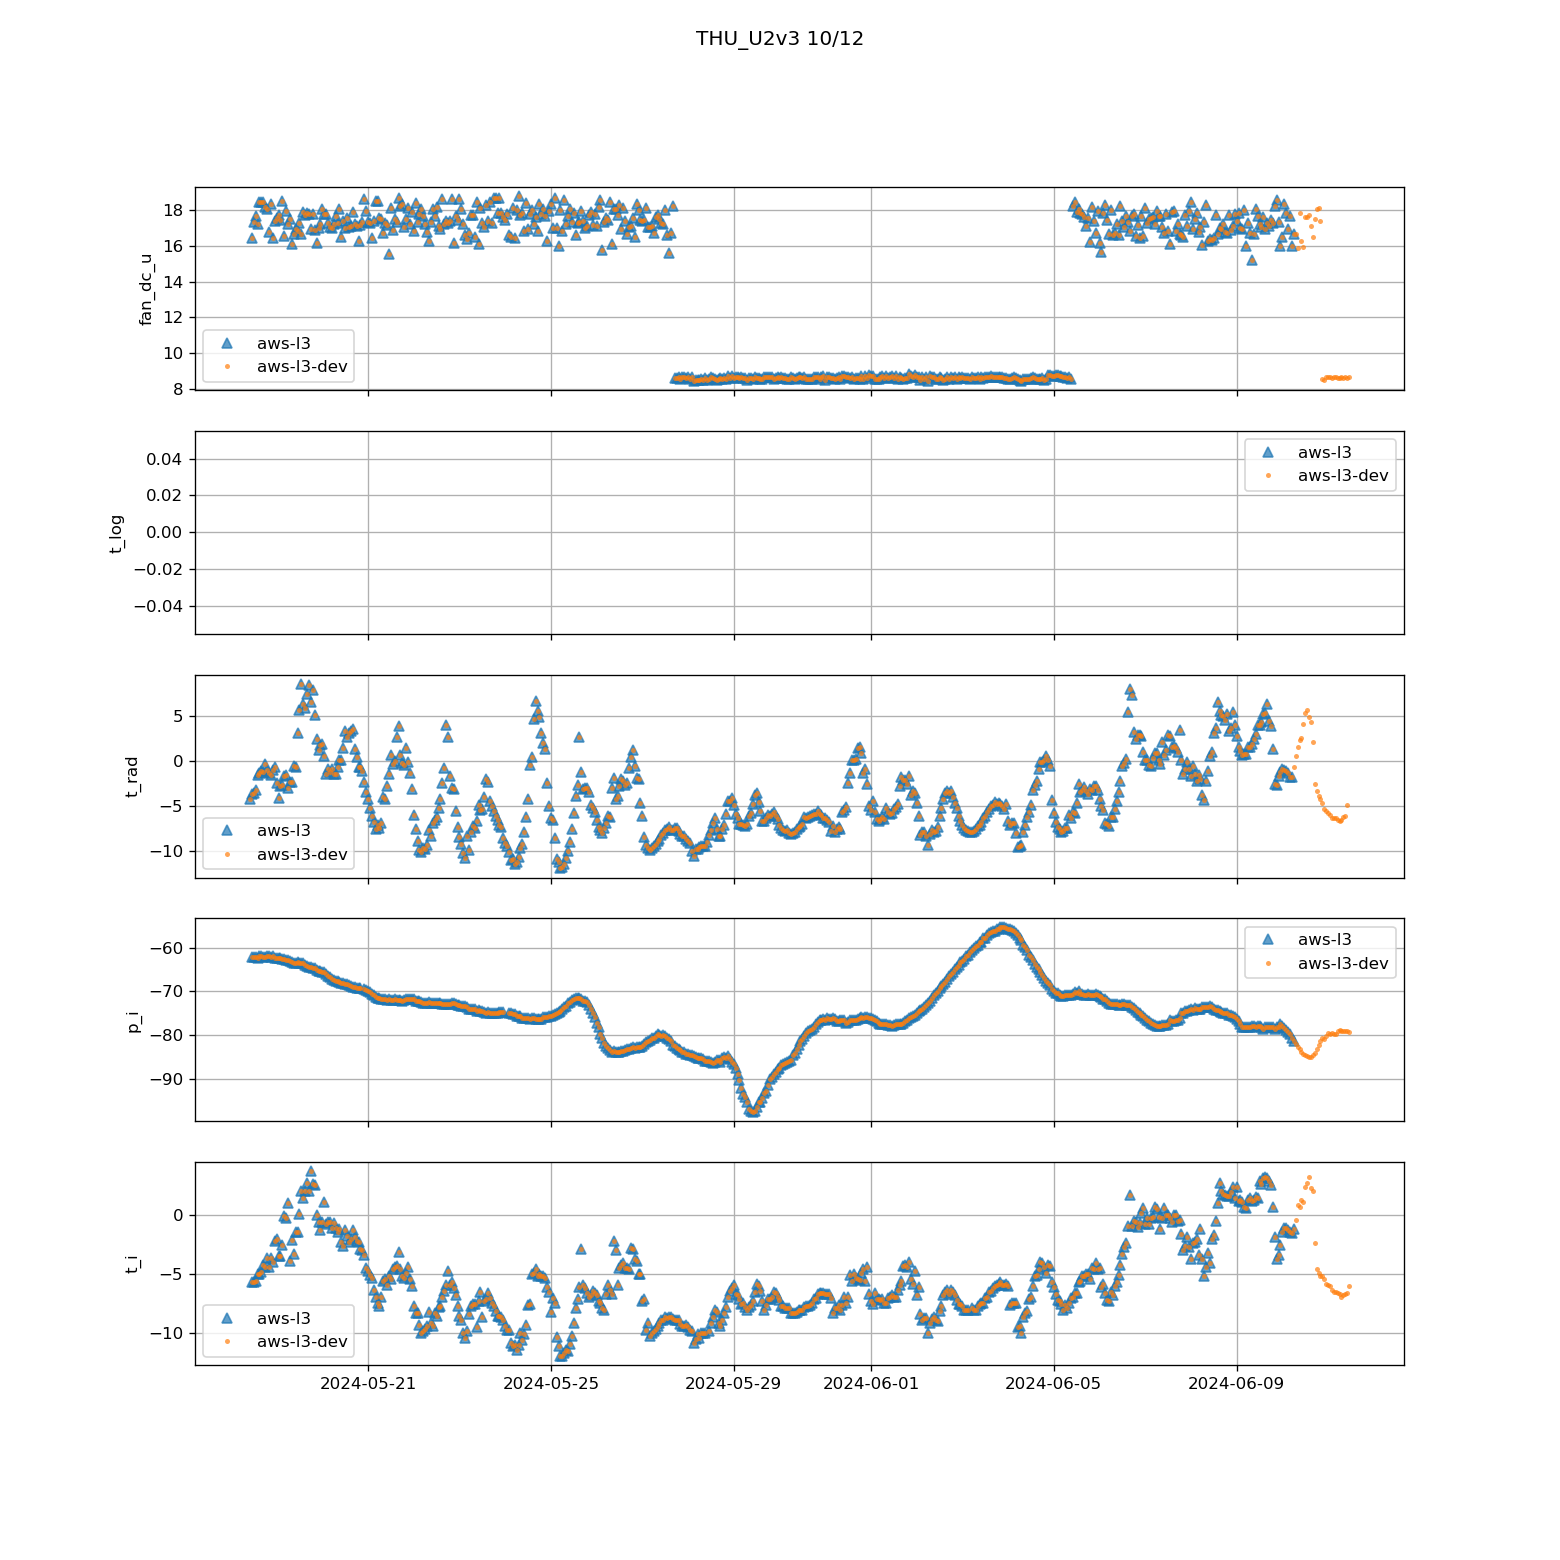 THU_U2v3 10/12
18
16
14
12
10
8
fan_dc_u
aws-l3
aws-l3-dev
0.04
0.02
0.00
−0.02
−0.04
t_log
aws-l3
aws-l3-dev
5
0
−5
−10
t_rad
aws-l3
aws-l3-dev
−60
−70
−80
−90
p_i
aws-l3
aws-l3-dev
0
−5
−10
t_i
aws-l3
aws-l3-dev
2024-05-21 2024-05-25 2024-05-29 2024-06-01 2024-06-05 2024-06-09